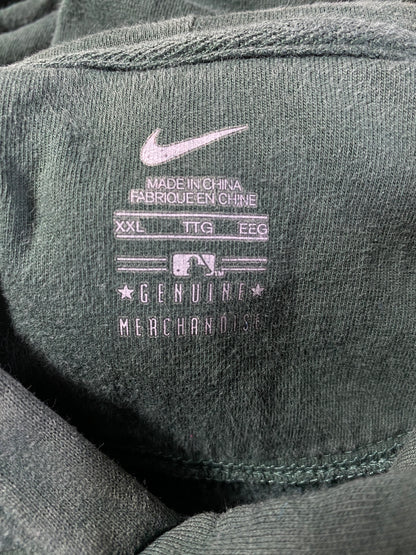 MADE IN CHINA
FABRIQUE EN CHINE
XXL TTG EEG
GENUINE
MERCHANDISE